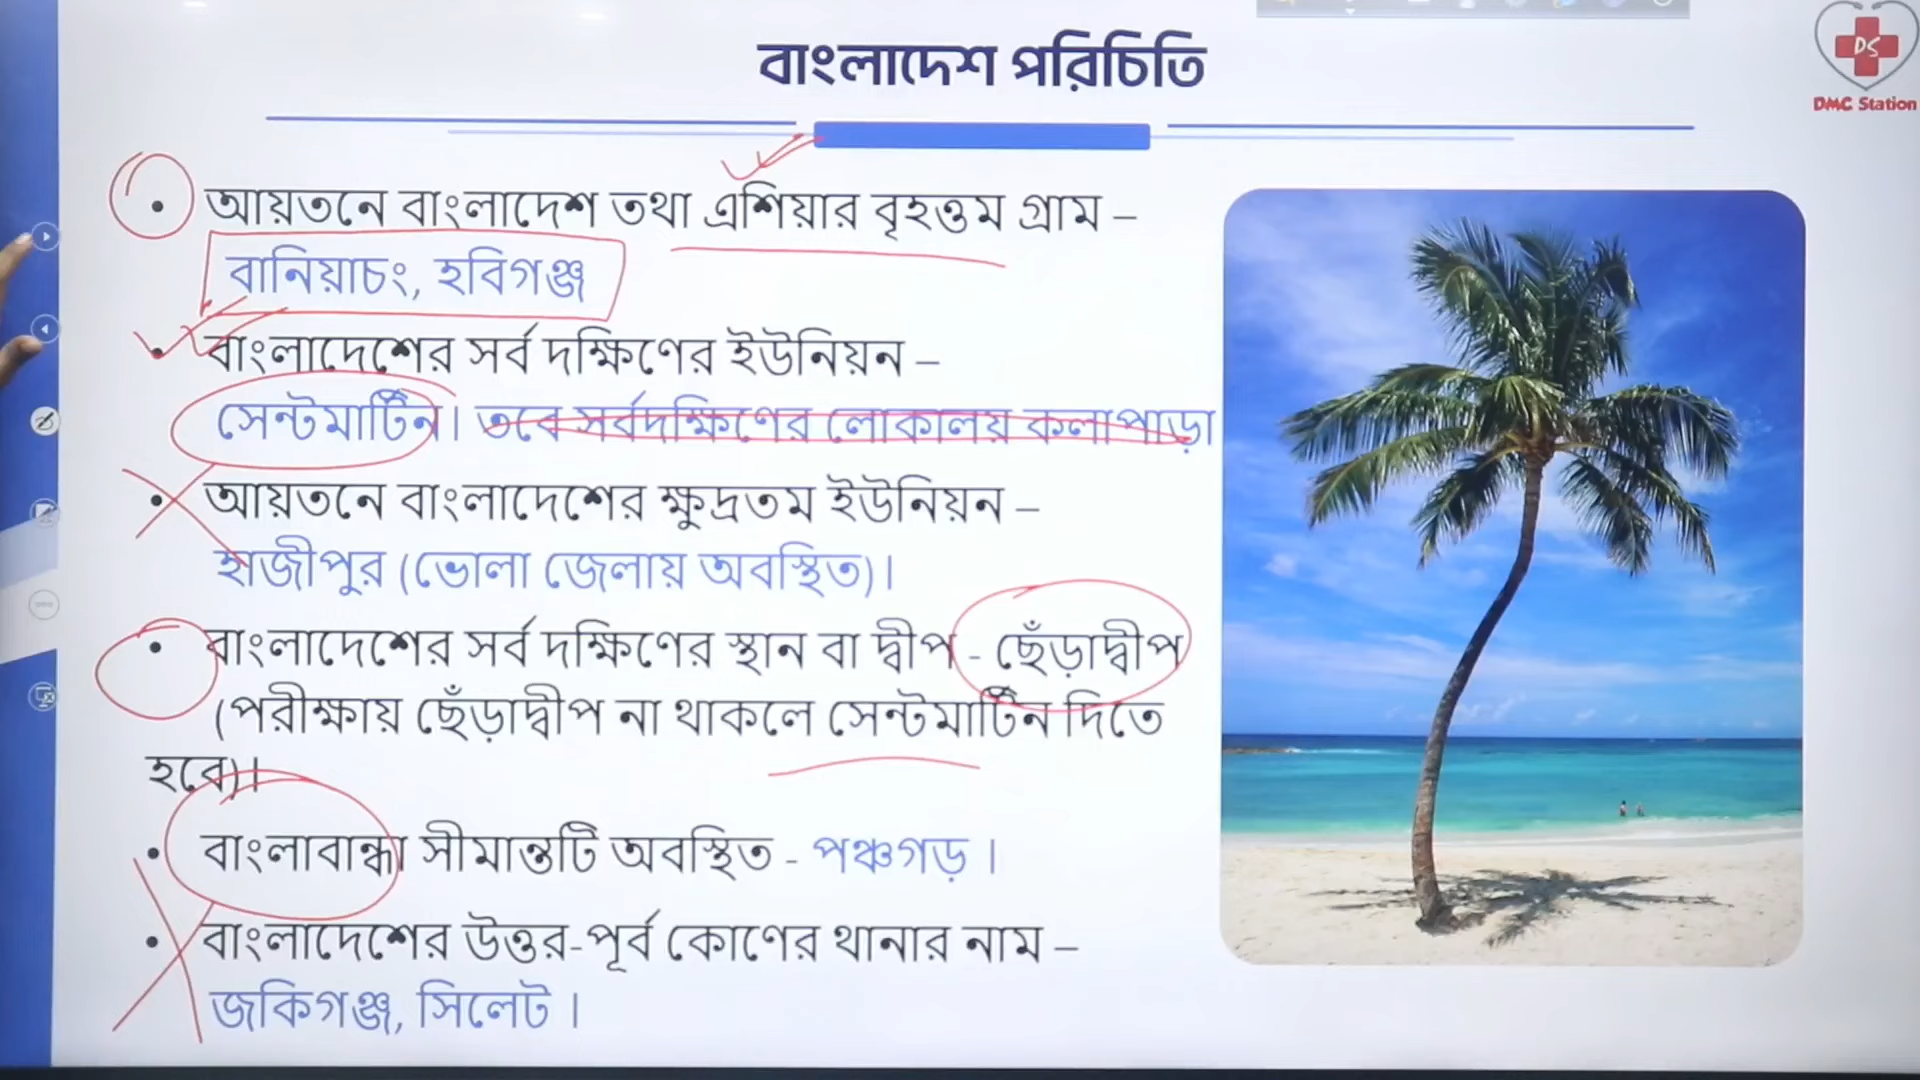 বাংলাদেশ পরিচিতি
DS
DMC Station
• আয়তনে বাংলাদেশ তথা এশিয়ার বৃহত্তম গ্রাম –
বানিয়াচং, হবিগঞ্জ
• বাংলাদেশের সর্ব দক্ষিণের ইউনিয়ন –
সেন্টমার্টিন। তবে সর্বদক্ষিণের লোকালয় কলাপাড়া
• আয়তনে বাংলাদেশের ক্ষুদ্রতম ইউনিয়ন –
হাজীপুর (ভোলা জেলায় অবস্থিত)।
• বাংলাদেশের সর্ব দক্ষিণের স্থান বা দ্বীপ - ছেঁড়াদ্বীপ
(পরীক্ষায় ছেঁড়াদ্বীপ না থাকলে সেন্টমার্টিন দিতে
হবে)।
• বাংলাবান্ধা সীমান্তটি অবস্থিত - পঞ্চগড় ।
• বাংলাদেশের উত্তর-পূর্ব কোণের থানার নাম –
জকিগঞ্জ, সিলেট ।